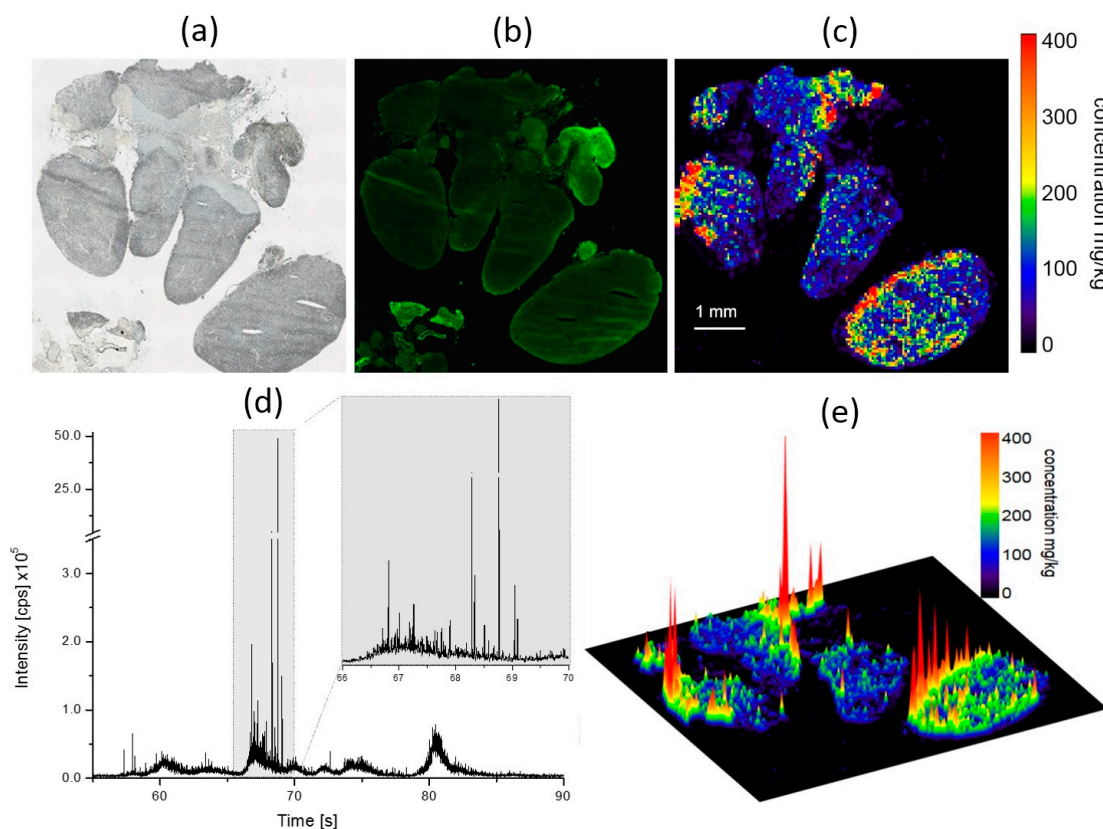 (a)
(b)
(c)
400
300
200
100
0
concentration mg/kg
1 mm
(d)
(e)
50.0
25.0
3.0
2.0
1.0
0.0
Intensity [cps] x10⁵
60
70
80
90
Time [s]
66
67
68
69
70
400
300
200
100
0
concentration mg/kg